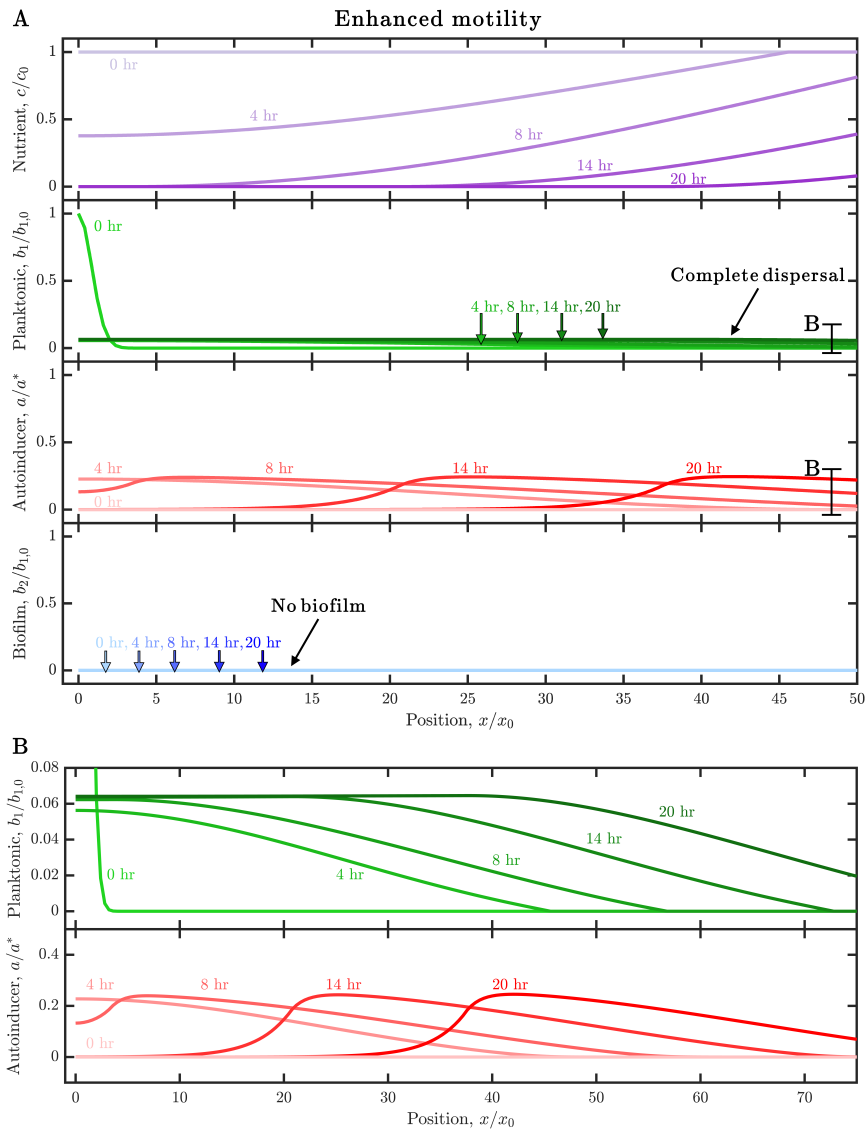 A
Enhanced motility
Nutrient, c/c₀
1
0.5
0
0 hr
4 hr
8 hr
14 hr
20 hr
Planktonic, b₁/b₁,₀
1
0.5
0
0 hr
4 hr, 8 hr, 14 hr, 20 hr
Complete dispersal
B
Autoinducer, a/a*
1
0.5
0
4 hr
8 hr
14 hr
20 hr
0 hr
B
Biofilm, b₂/b₁,₀
1
0.5
0
No biofilm
0 hr, 4 hr, 8 hr, 14 hr, 20 hr
0 5 10 15 20 25 30 35 40 45 50
Position, x/x₀
B
Planktonic, b₁/b₁,₀
0.08
0.06
0.04
0.02
0
0 hr
4 hr
8 hr
14 hr
20 hr
Autoinducer, a/a*
0.4
0.2
0
4 hr
8 hr
14 hr
20 hr
0 hr
0 10 20 30 40 50 60 70
Position, x/x₀